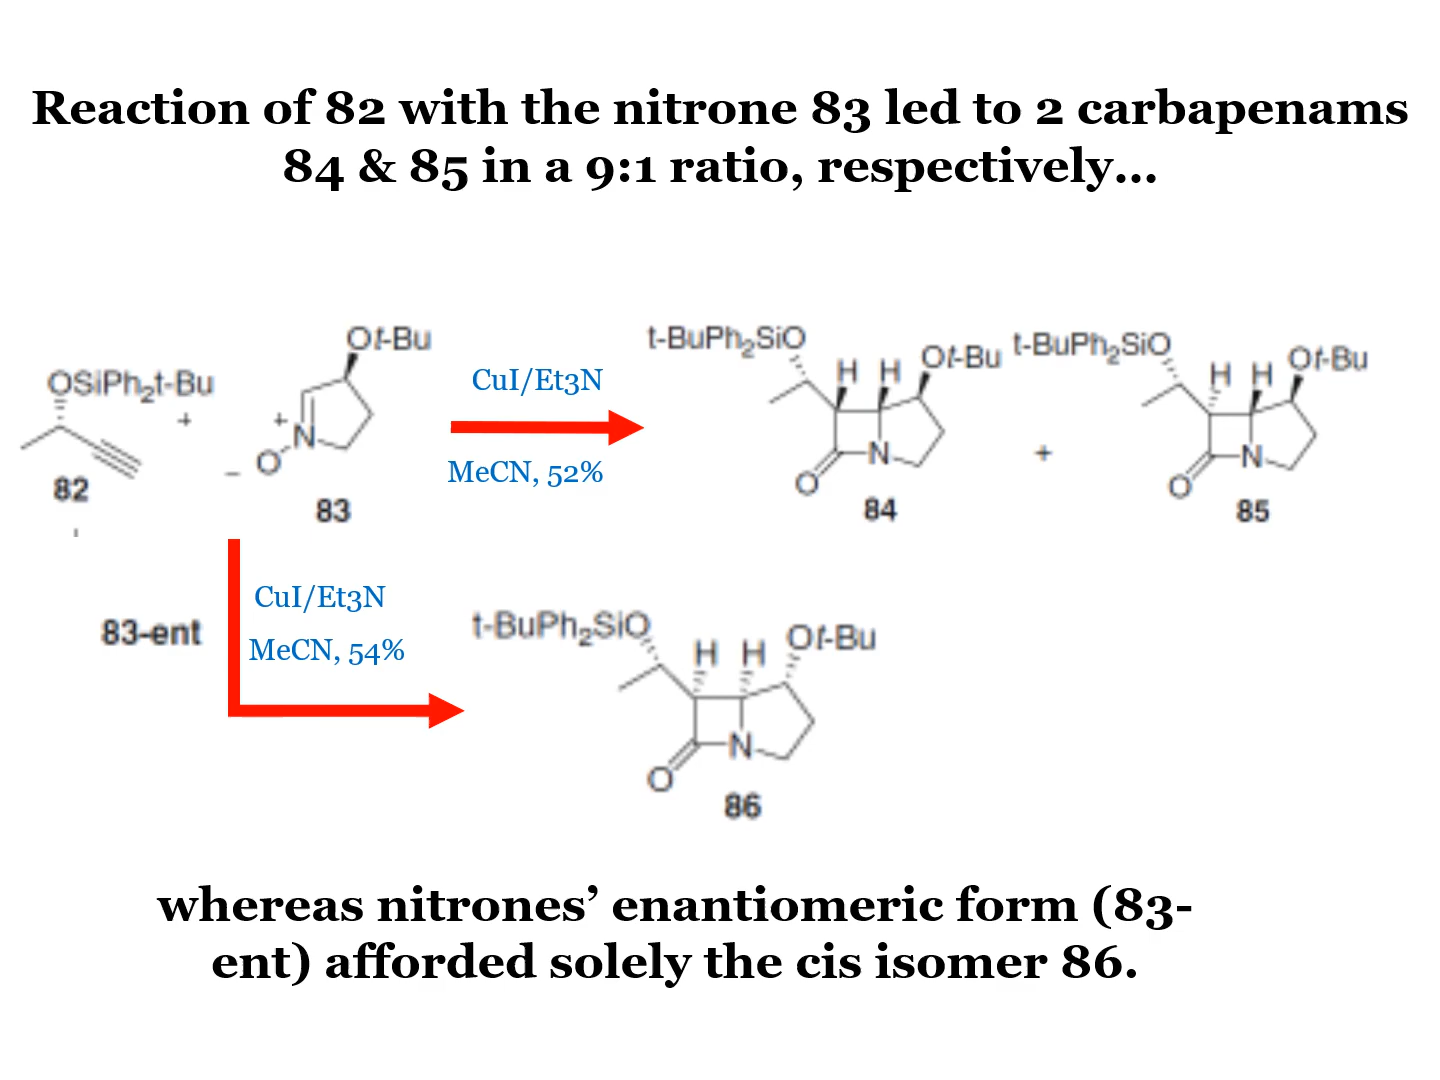 Reaction of 82 with the nitrone 83 led to 2 carbapenams
84 & 85 in a 9:1 ratio, respectively...
OSiPh2t-Bu
+
82
Ot-Bu
+
N
− O
83
CuI/Et3N
MeCN, 52%
t-BuPh2SiO
H H Ot-Bu
N
O
84
+
t-BuPh2SiO
H H Ot-Bu
N
O
85
83-ent
CuI/Et3N
MeCN, 54%
t-BuPh2SiO
H H Ot-Bu
N
O
86
whereas nitrones’ enantiomeric form (83-
ent) afforded solely the cis isomer 86.